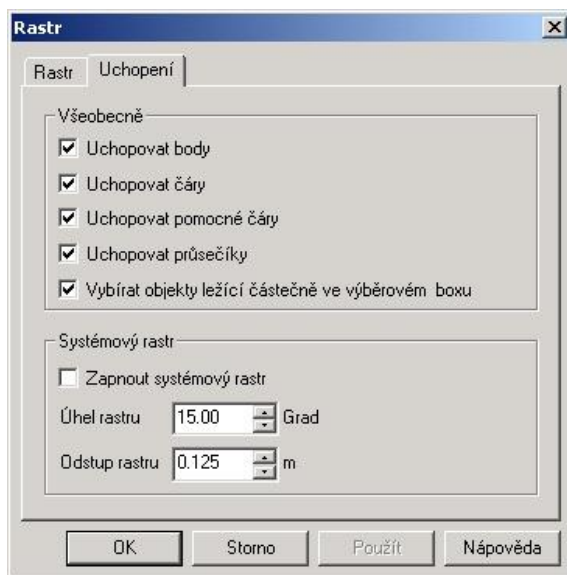 Rastr
Rastr Uchopení
Všeobecně
Uchopovat body
Uchopovat čáry
Uchopovat pomocné čáry
Uchopovat průsečíky
Vybírat objekty ležící částečně ve výběrovém boxu
Systémový rastr
Zapnout systémový rastr
Úhel rastru 15.00 Grad
Odstup rastru 0.125 m
OK Storno Použít Nápověda